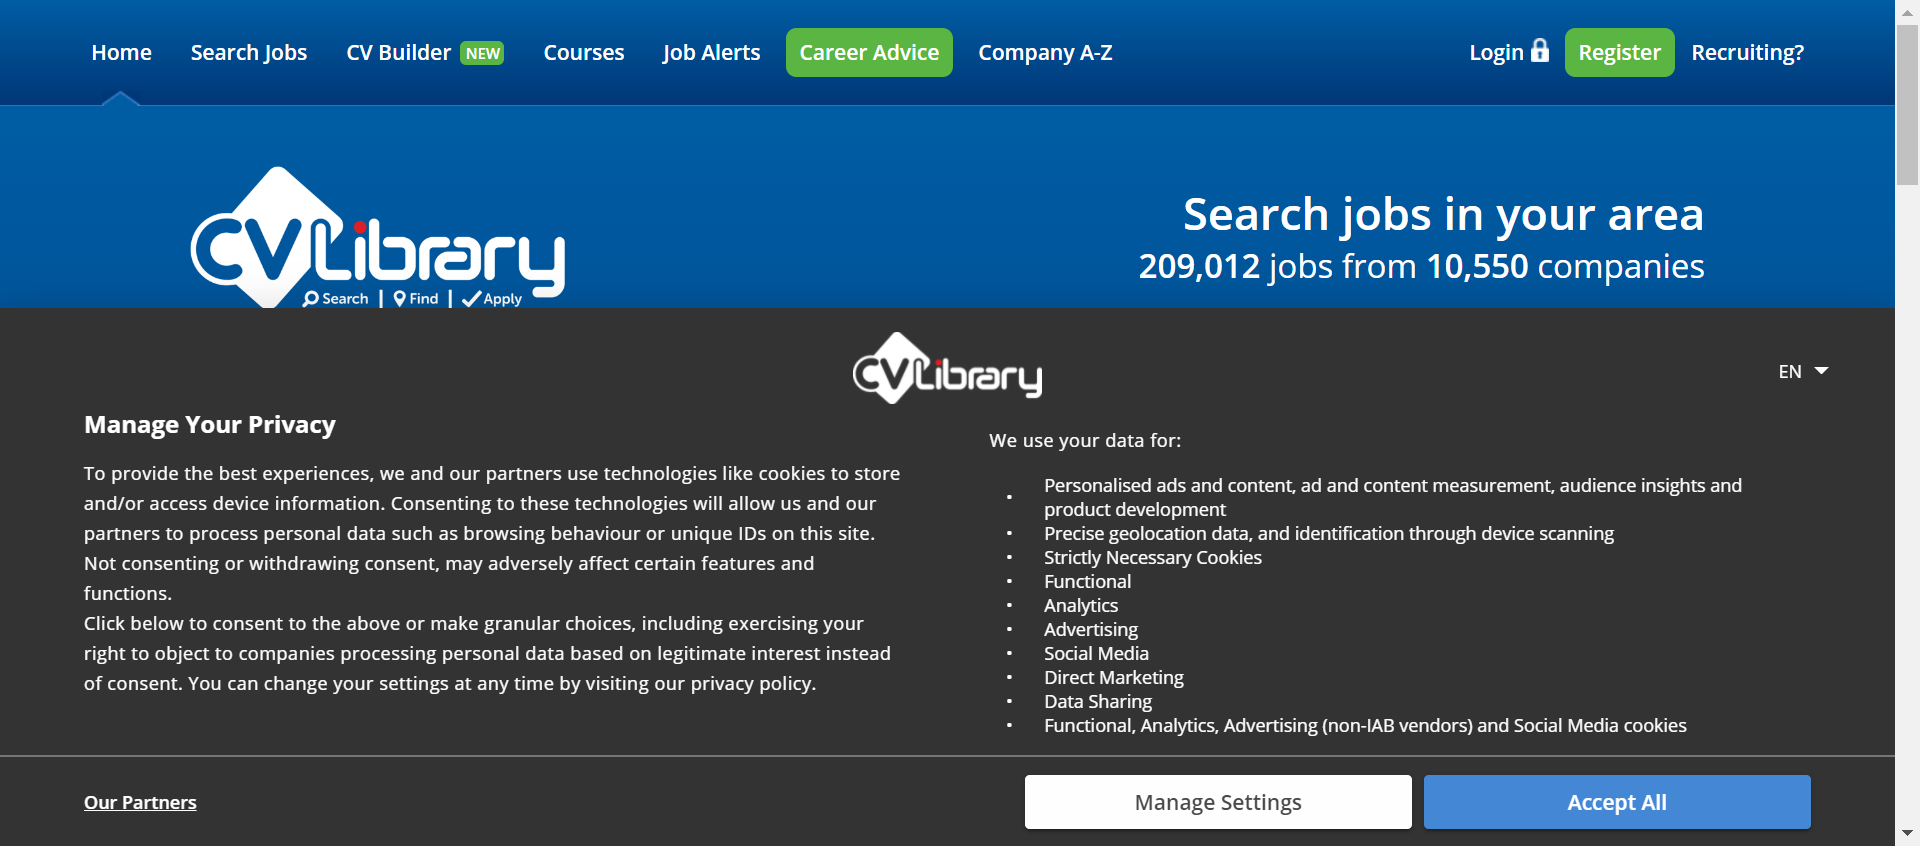 Home Search Jobs CV Builder NEW Courses Job Alerts Career Advice Company A-Z Login Register Recruiting?
CVLibrary
Search | Find | Apply
Search jobs in your area
209,012 jobs from 10,550 companies
CVLibrary
EN
Manage Your Privacy
To provide the best experiences, we and our partners use technologies like cookies to store
and/or access device information. Consenting to these technologies will allow us and our
partners to process personal data such as browsing behaviour or unique IDs on this site.
Not consenting or withdrawing consent, may adversely affect certain features and
functions.
Click below to consent to the above or make granular choices, including exercising your
right to object to companies processing personal data based on legitimate interest instead
of consent. You can change your settings at any time by visiting our privacy policy.
We use your data for:
Personalised ads and content, ad and content measurement, audience insights and
product development
Precise geolocation data, and identification through device scanning
Strictly Necessary Cookies
Functional
Analytics
Advertising
Social Media
Direct Marketing
Data Sharing
Functional, Analytics, Advertising (non-IAB vendors) and Social Media cookies
Our Partners
Manage Settings
Accept All